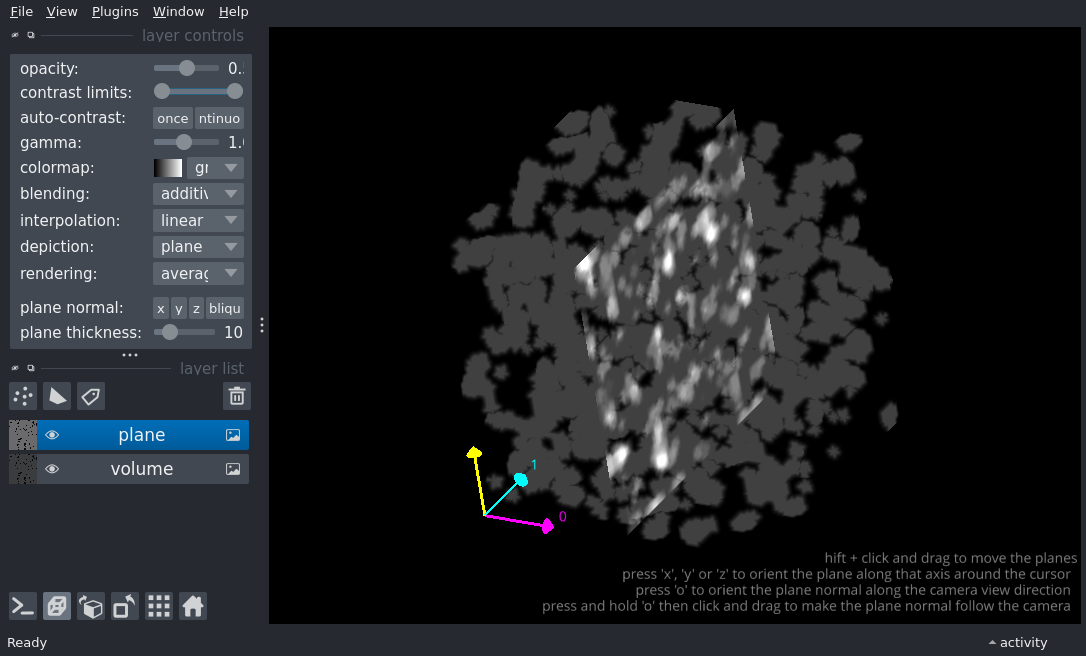 File View Plugins Window Help
layer controls
opacity: 0.
contrast limits:
auto-contrast: once ntinuo
gamma: 1.
colormap: gr
blending: additiv
interpolation: linear
depiction: plane
rendering: averag
plane normal: x y z bliqu
plane thickness: 10
layer list
plane
volume
1
0
hift + click and drag to move the planes
press 'x', 'y' or 'z' to orient the plane along that axis around the cursor
press 'o' to orient the plane normal along the camera view direction
press and hold 'o' then click and drag to make the plane normal follow the camera
Ready activity